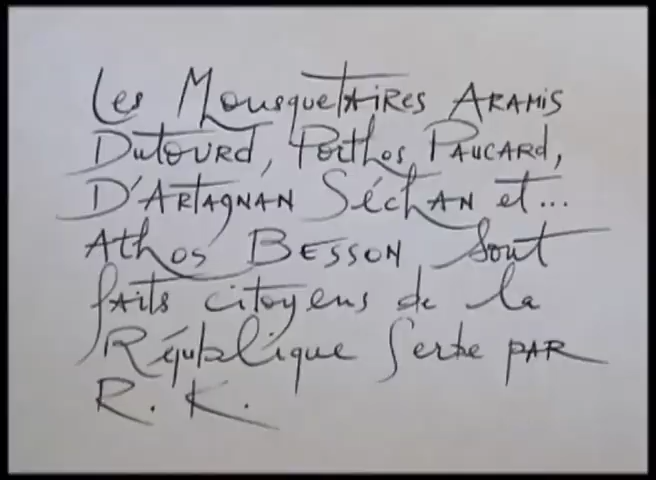 Les Mousquetaires Aramis
Dutourd, Porthos Paucard,
D'Artagnan Séchan et...
Athos Besson sont
faits citoyens de la
République Serbe par
R. K.